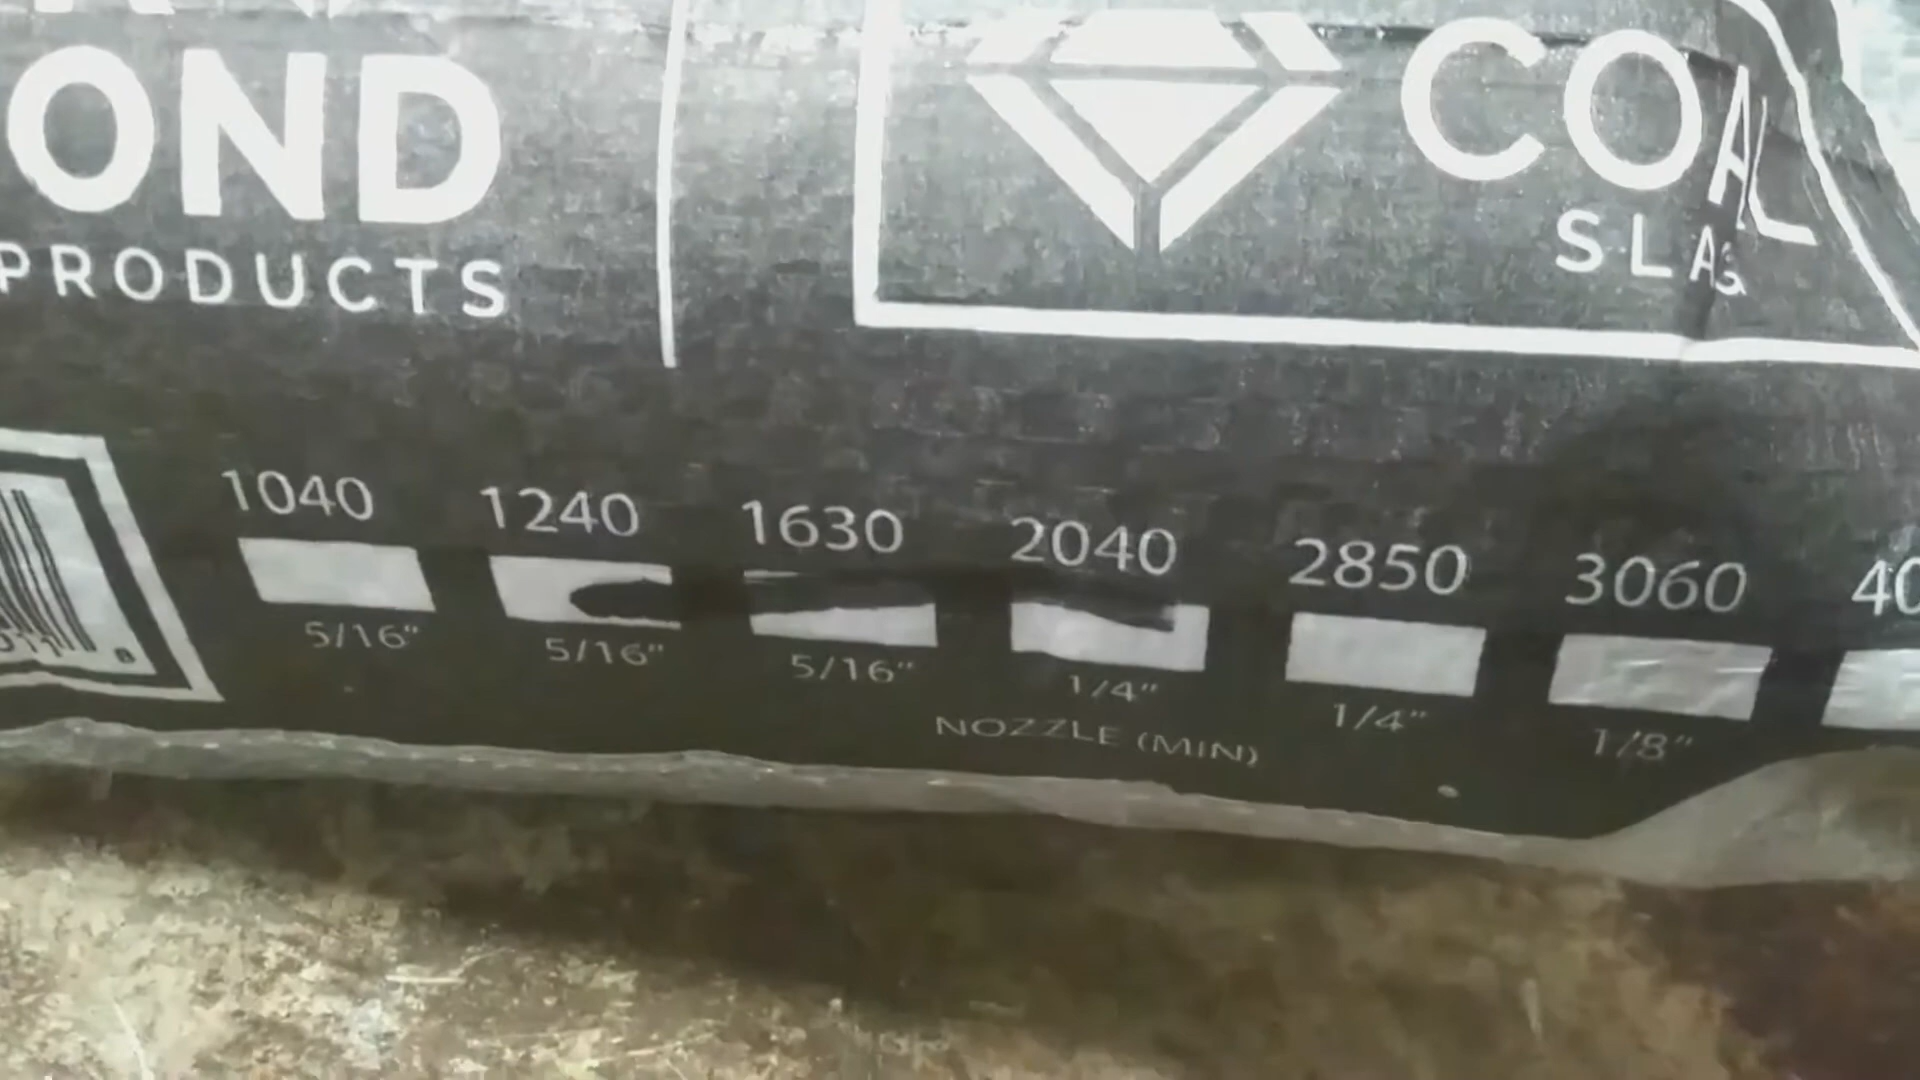 OND
PRODUCTS
COAL
SLAG
1040 1240 1630 2040 2850 3060 40
5/16" 5/16" 5/16" 1/4" 1/4" 1/8"
NOZZLE (MIN)